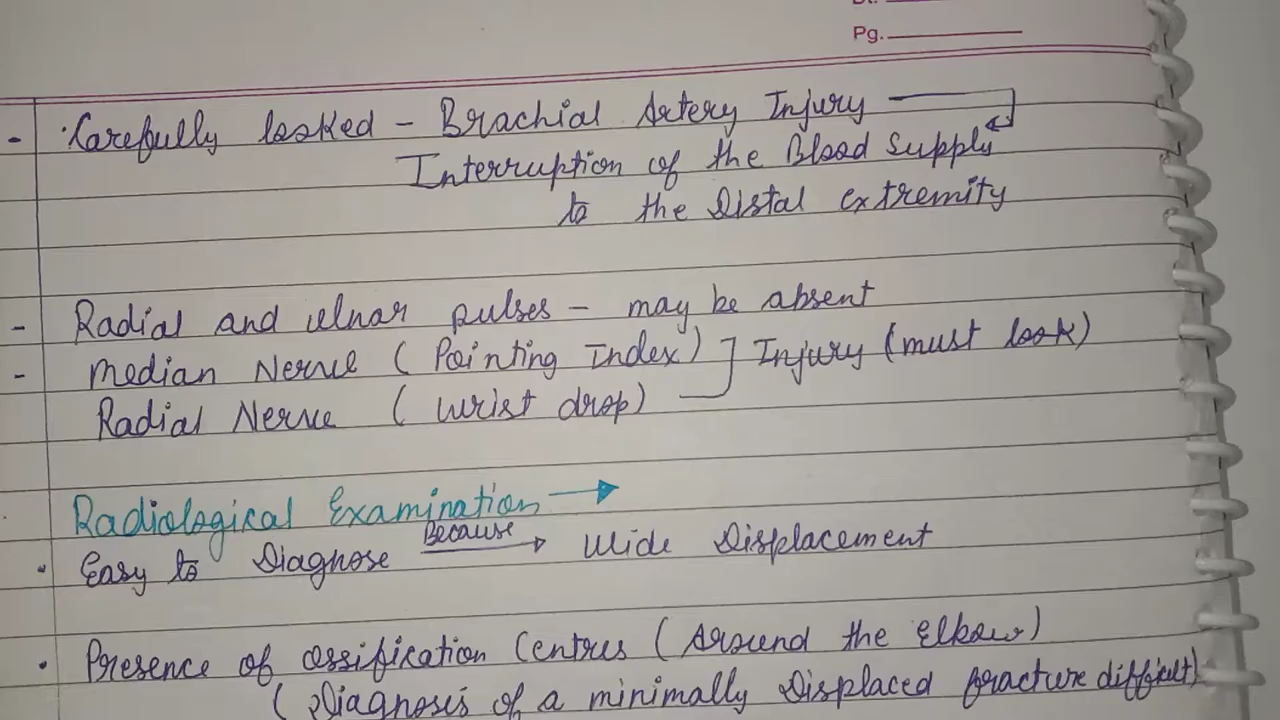 Pg.
- Carefully looked - Brachial Artery Injury
Interruption of the Blood Supply
to the Distal extremity
- Radial and ulnar pulses - may be absent
- Median Nerve (Pointing Index) ] Injury (must look)
Radial Nerve (wrist drop)
Radiological Examination →
• Easy to Diagnose Because → Wide Displacement
• Presence of ossification Centres (Around the Elbow)
(Diagnosis of a minimally Displaced fracture difficult)